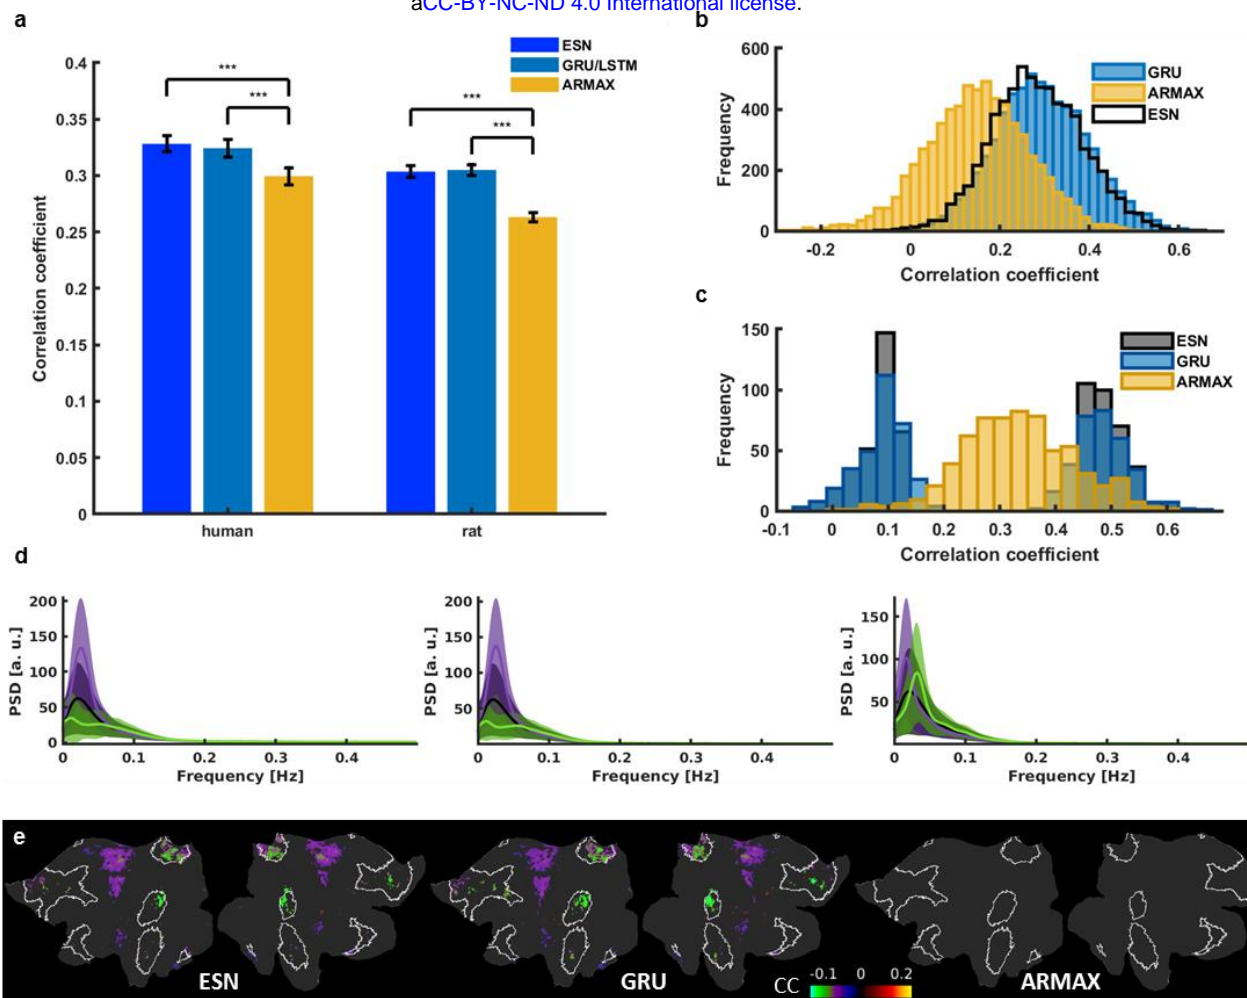 aCC-BY-NC-ND 4.0 International license.
a
ESN
GRU/LSTM
ARMAX
***
***
***
***
0.4
0.35
0.3
0.25
0.2
0.15
0.1
0.05
0
Correlation coefficient
human
rat
b
600
400
200
0
Frequency
GRU
ARMAX
ESN
-0.2 0 0.2 0.4 0.6
Correlation coefficient
c
150
100
50
0
Frequency
ESN
GRU
ARMAX
-0.1 0 0.1 0.2 0.3 0.4 0.5 0.6
Correlation coefficient
d
200
150
100
50
0
PSD [a. u.]
0 0.1 0.2 0.3 0.4
Frequency [Hz]
200
150
100
50
PSD [a. u.]
0 0.1 0.2 0.3 0.4
Frequency [Hz]
150
100
50
PSD [a. u.]
0 0.1 0.2 0.3 0.4
Frequency [Hz]
e
ESN
GRU
CC
-0.1 0 0.2
ARMAX